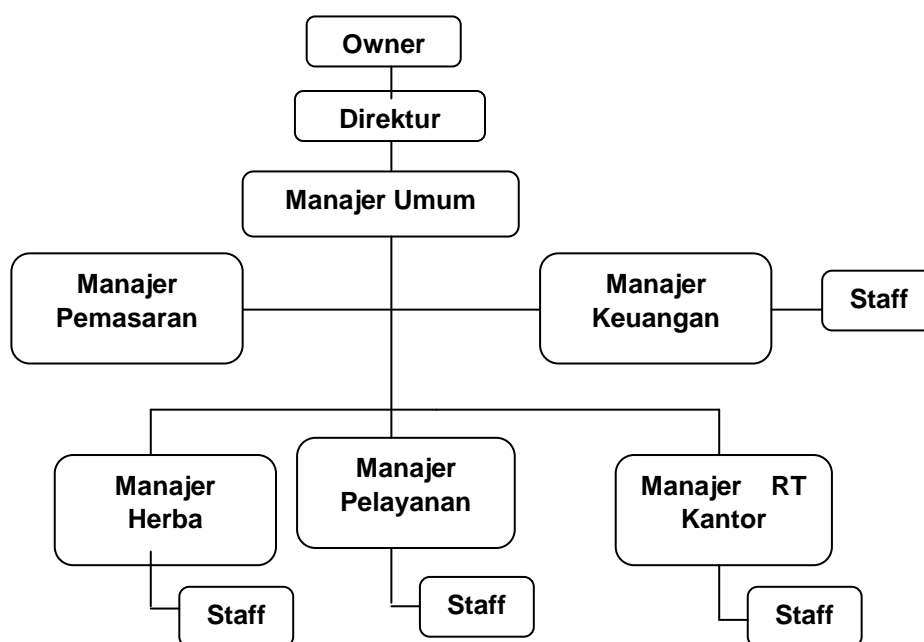 Owner
Direktur
Manajer Umum
Manajer
Pemasaran
Manajer
Keuangan
Staff
Manajer
Herba
Manajer
Pelayanan
Manajer RT
Kantor
Staff
Staff
Staff